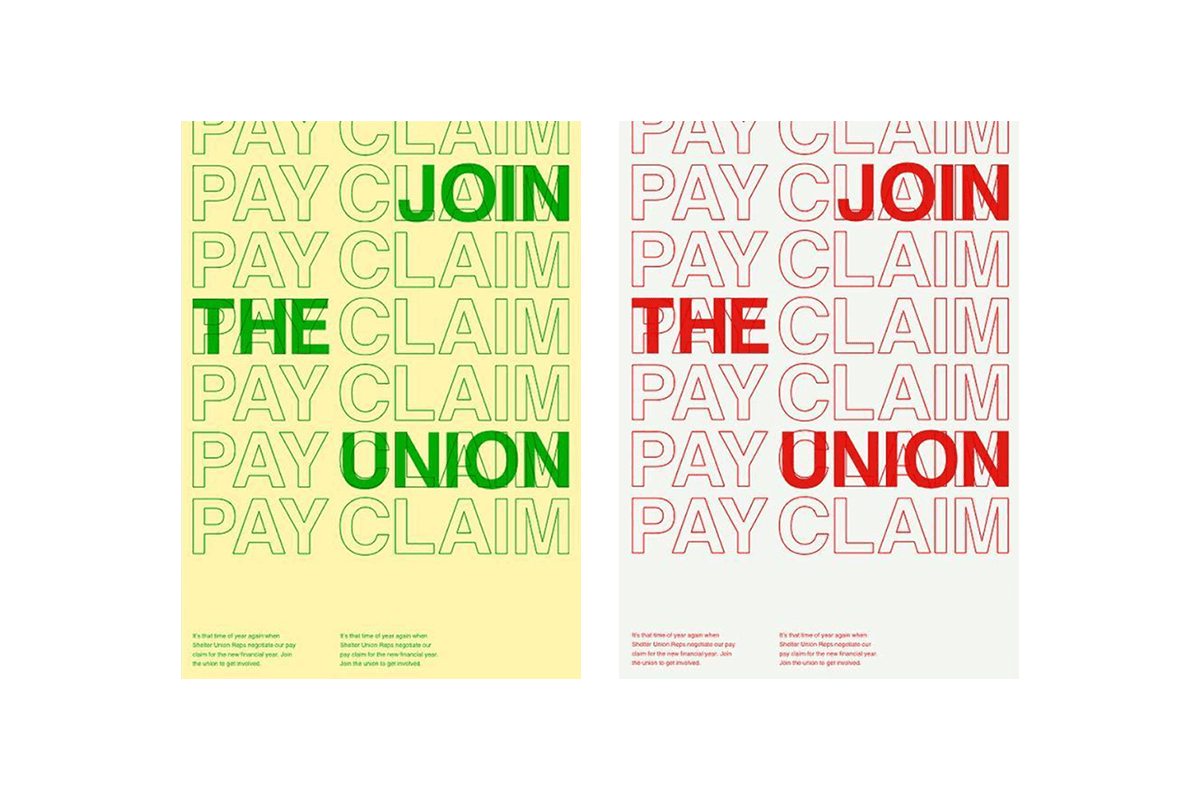 PAY CLAIM
PAY CLAIM
JOIN
PAY CLAIM
PAY CLAIM
THE
PAY CLAIM
PAY CLAIM
UNION
PAY CLAIM
It's that time of year again when
Shelter Union Reps negotiate our pay
claim for the new financial year. Join
the union to get involved.
It's that time of year again when
Shelter Union Reps negotiate our
pay claim for the new financial year.
Join the union to get involved.
PAY CLAIM
PAY CLAIM
JOIN
PAY CLAIM
PAY CLAIM
THE
PAY CLAIM
PAY CLAIM
UNION
PAY CLAIM
It's that time of year again when
Shelter Union Reps negotiate our pay
claim for the new financial year. Join
the union to get involved.
It's that time of year again when
Shelter Union Reps negotiate our
pay claim for the new financial year.
Join the union to get involved.